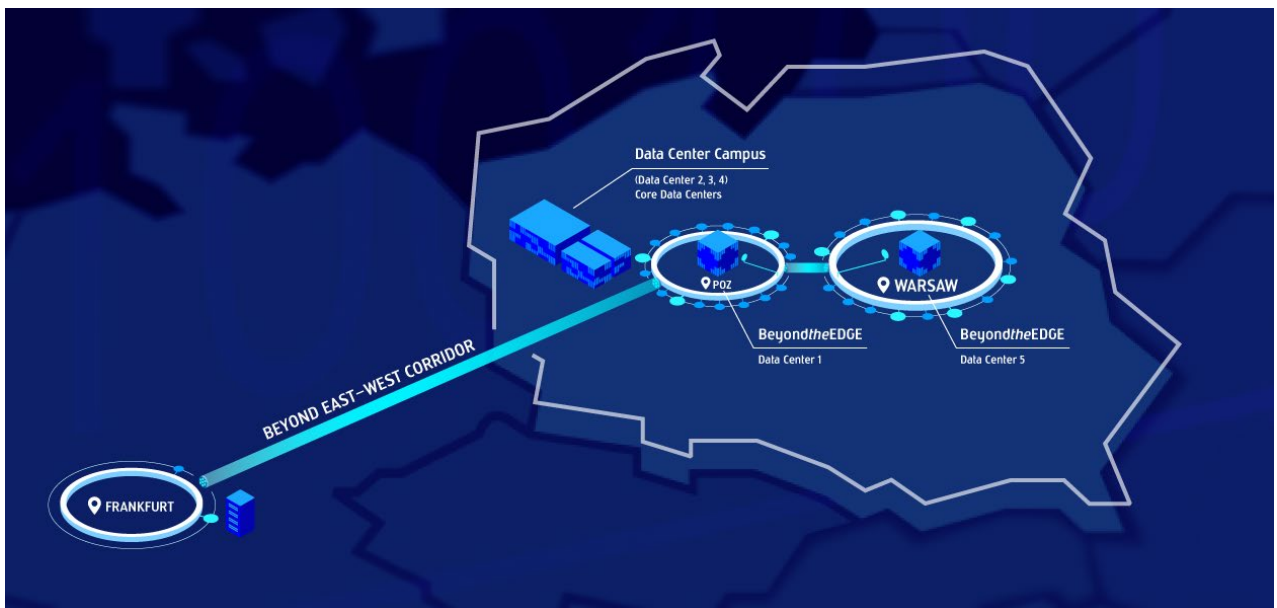 Data Center Campus
(Data Center 2, 3, 4)
Core Data Centers
POZ
WARSAW
BeyondtheEDGE
Data Center 1
BeyondtheEDGE
Data Center 5
BEYOND EAST–WEST CORRIDOR
FRANKFURT